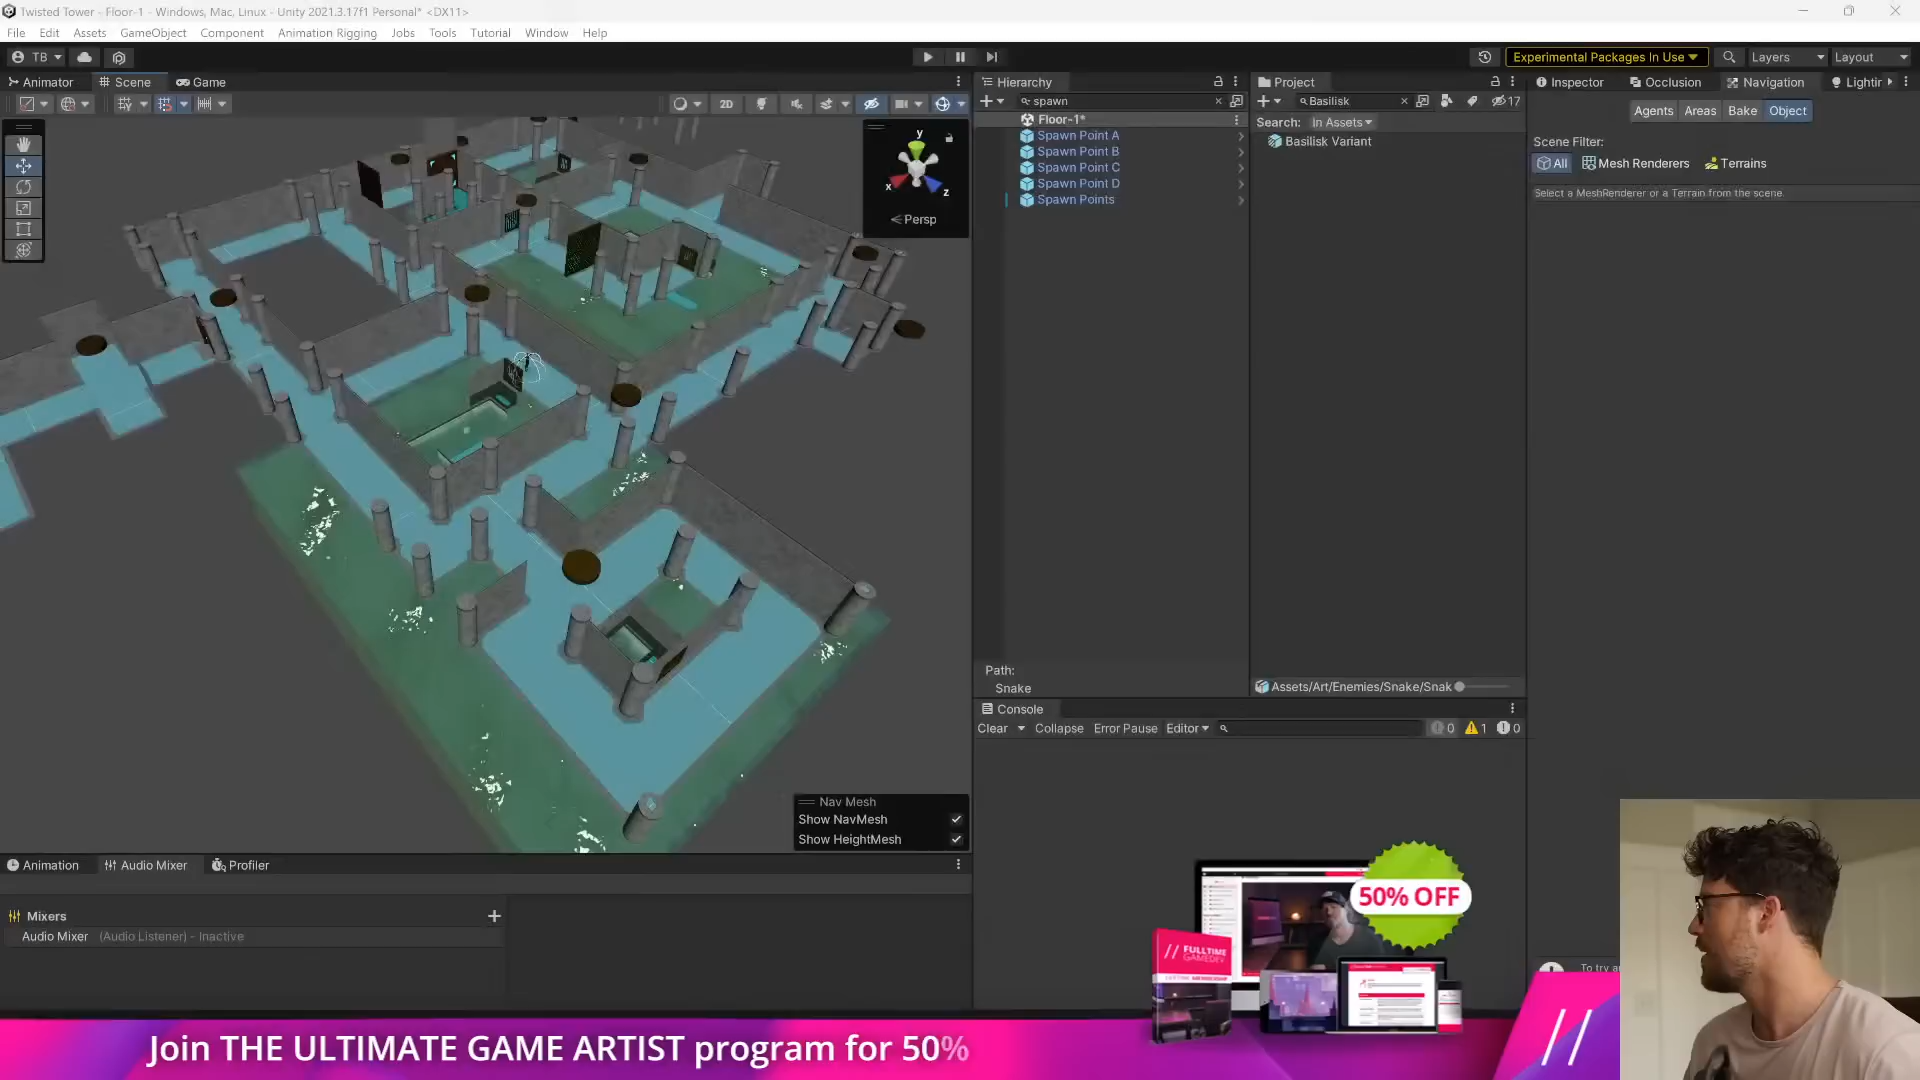 Twisted Tower - Floor-1 - Windows, Mac, Linux - Unity 2021.3.17f1 Personal* <DX11>
File Edit Assets GameObject Component Animation Rigging Jobs Tools Tutorial Window Help
TB
Experimental Packages In Use
Layers
Layout
Animator
Scene
Game
Hierarchy
Project
Inspector
Occlusion
Navigation
Lightin
2D
spawn
Basilisk
17
Agents Areas Bake Object
Search: In Assets
Floor-1*
Spawn Point A
Spawn Point B
Spawn Point C
Spawn Point D
Spawn Points
Basilisk Variant
Scene Filter:
All Mesh Renderers Terrains
Select a MeshRenderer or a Terrain from the scene.
y
x
z
Persp
Path:
Snake
Assets/Art/Enemies/Snake/Snak
Console
Clear Collapse Error Pause Editor
0 1 0
Nav Mesh
Show NavMesh
Show HeightMesh
Animation
Audio Mixer
Profiler
Mixers
Audio Mixer (Audio Listener) - Inactive
50% OFF
// FULLTIME
GAMEDEV
To try a
Join THE ULTIMATE GAME ARTIST program for 50%
//